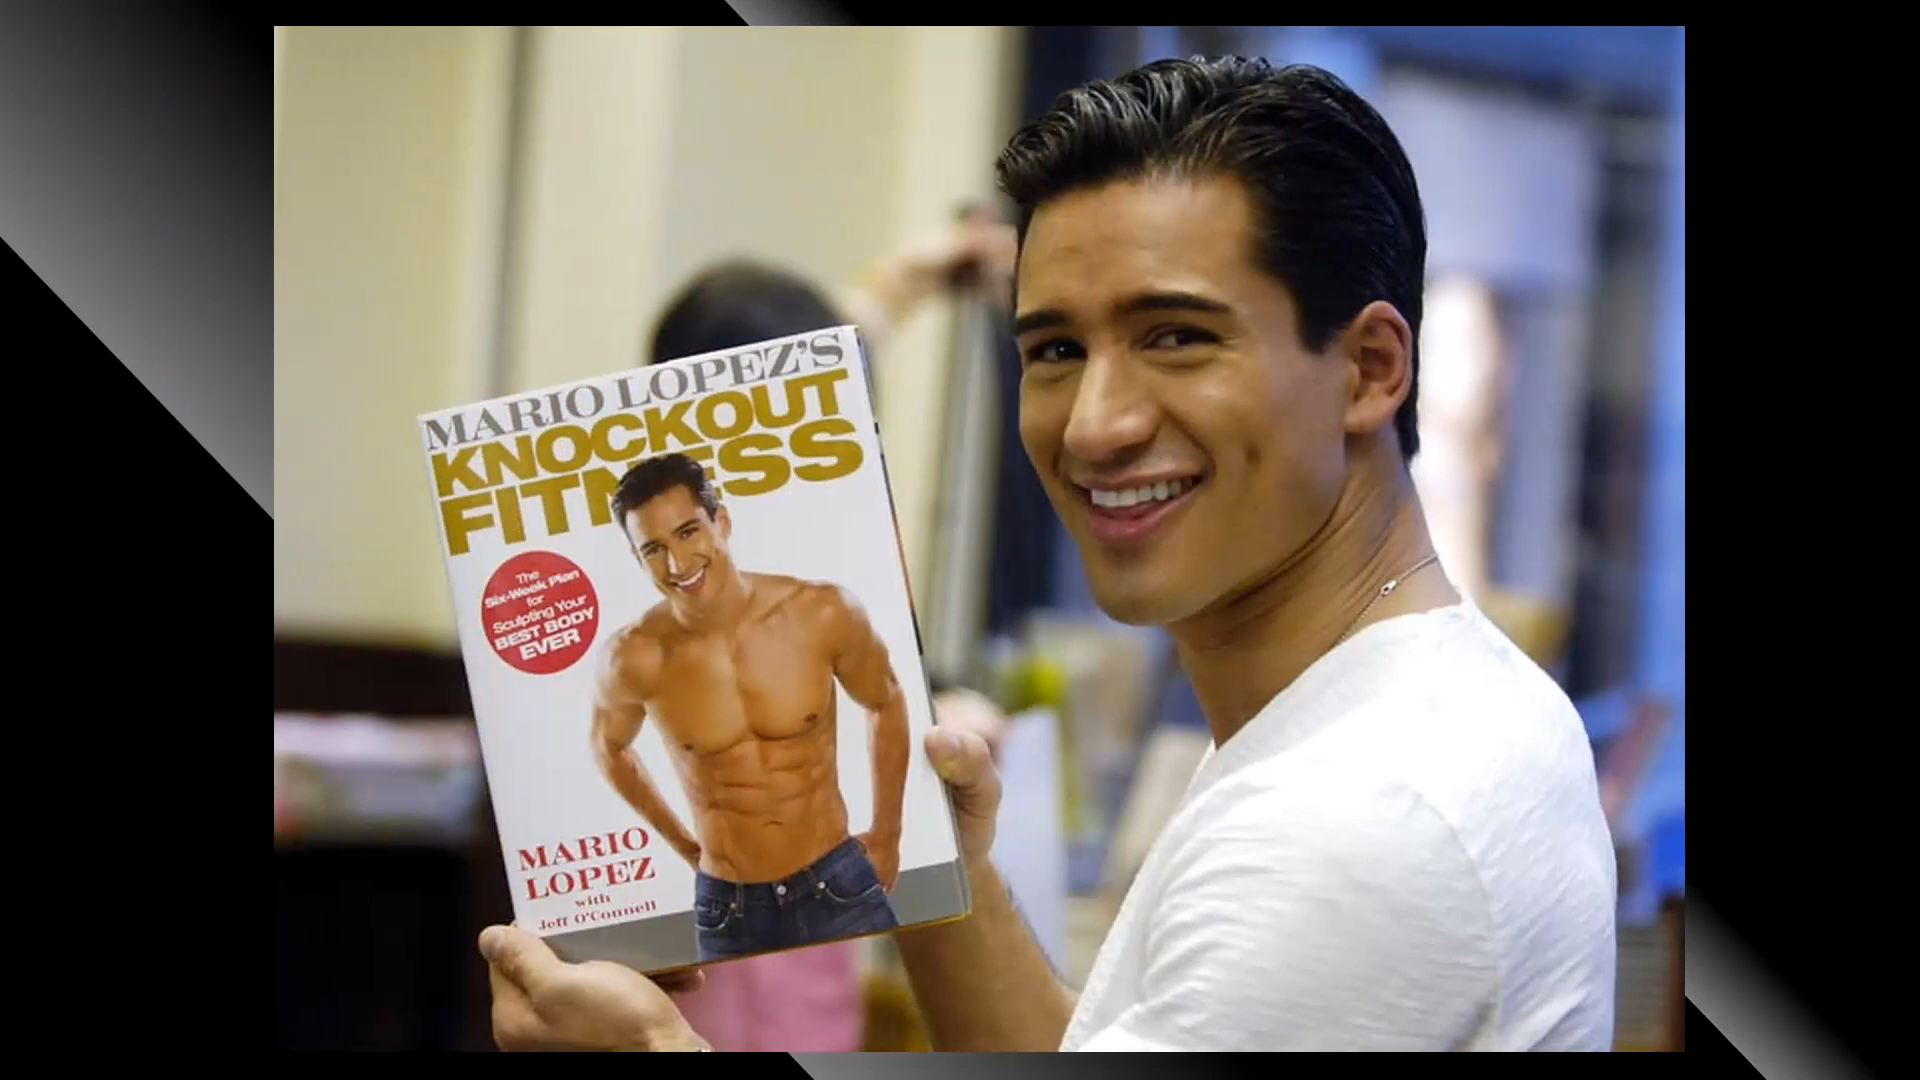 MARIO LOPEZ'S
KNOCKOUT
FITNESS
The
Six-Week Plan
for
Sculpting Your
BEST BODY
EVER
MARIO
LOPEZ
with
Jeff O'Connell